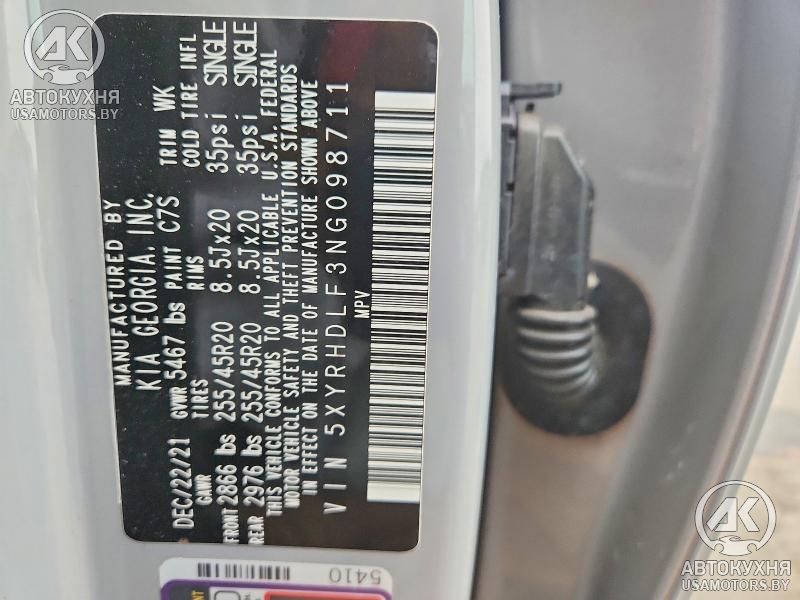 MANUFACTURED BY
KIA GEORGIA, INC.
DEC/22/21 GVWR 5467 lbs PAINT C7S TRIM WK
GAWR TIRES RIMS COLD TIRE INFL
FRONT 2866 lbs 255/45R20 8.5Jx20 35psi SINGLE
REAR 2976 lbs 255/45R20 8.5Jx20 35psi SINGLE
THIS VEHICLE CONFORMS TO ALL APPLICABLE U.S.A. FEDERAL
MOTOR VEHICLE SAFETY AND THEFT PREVENTION STANDARDS
IN EFFECT ON THE DATE OF MANUFACTURE SHOWN ABOVE
VIN 5XYRHDLF3NG098711
MPV
5410
АК
АВТОКУХНЯ
USAMOTORS.BY
АК
АВТОКУХНЯ
USAMOTORS.BY